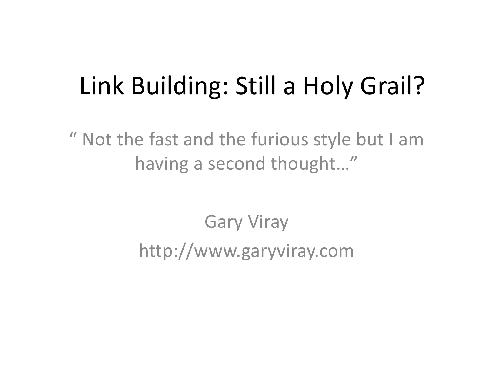 Link Building: Still a Holy Grail?
“ Not the fast and the furious style but I am
having a second thought…”
Gary Viray
http://www.garyviray.com